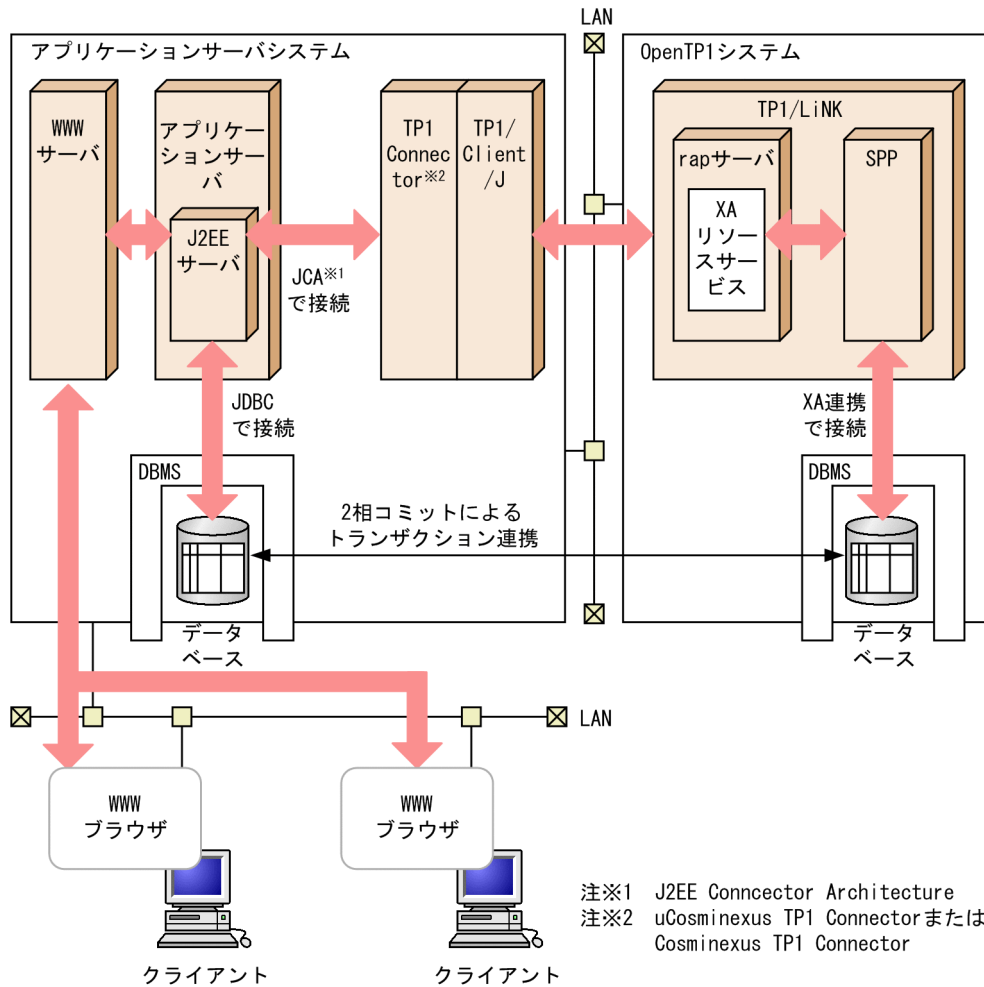 LAN
アプリケーションサーバシステム
OpenTP1システム
WWW
サーバ
アプリケー
ションサー
バ
J2EE
サーバ
JCA※1
で接続
TP1
Connec
tor※2
TP1/
Client
/J
TP1/LiNK
rapサーバ
XA
リソー
スサー
ビス
SPP
JDBC
で接続
XA連携
で接続
DBMS
DBMS
2相コミットによる
トランザクション連携
データ
ベース
データ
ベース
LAN
WWW
ブラウザ
WWW
ブラウザ
クライアント
クライアント
注※1 J2EE Conncector Architecture
注※2 uCosminexus TP1 Connectorまたは
Cosminexus TP1 Connector